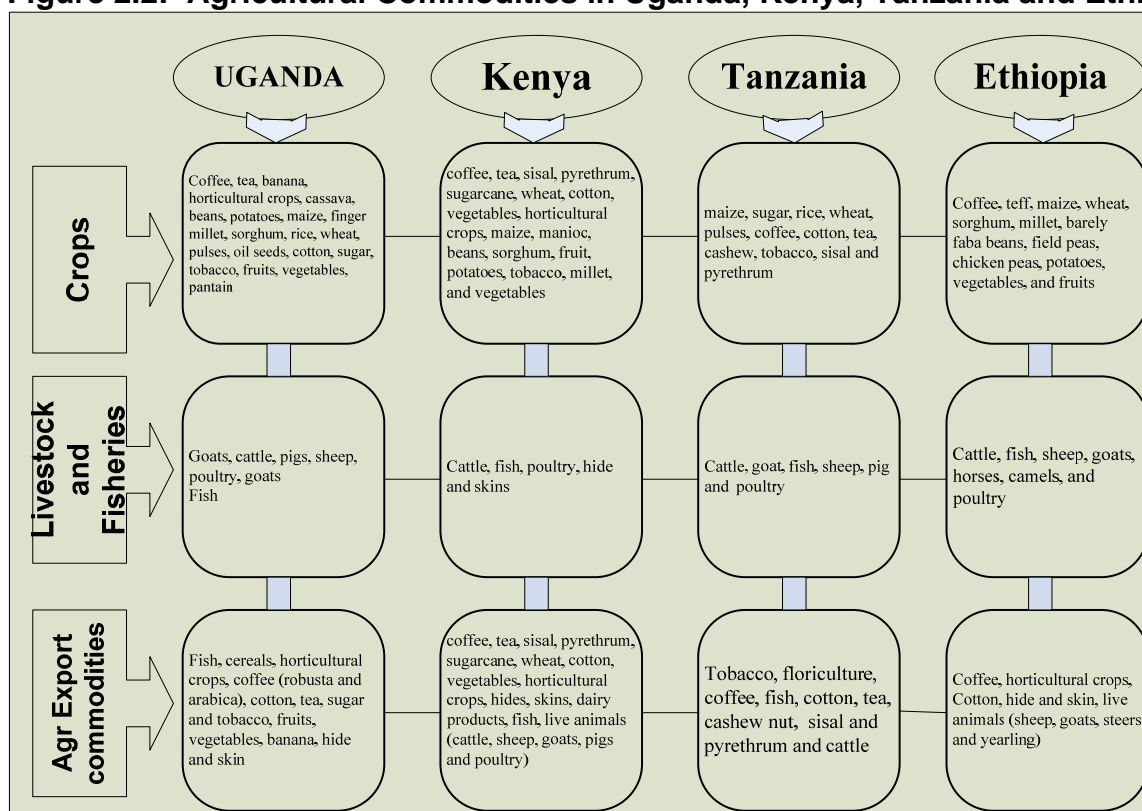 Figure 2.2: Agricultural Commodities in Uganda, Kenya, Tanzania and Ethi
UGANDA
Kenya
Tanzania
Ethiopia
Crops
Coffee, tea, banana,
horticultural crops, cassava,
beans, potatoes, maize, finger
millet, sorghum, rice, wheat,
pulses, oil seeds, cotton, sugar,
tobacco, fruits, vegetables,
pantain
coffee, tea, sisal, pyrethrum,
sugarcane, wheat, cotton,
vegetables, horticultural
crops, maize, manioc,
beans, sorghum, fruit,
potatoes, tobacco, millet,
and vegetables
maize, sugar, rice, wheat,
pulses, coffee, cotton, tea,
cashew, tobacco, sisal and
pyrethrum
Coffee, teff, maize, wheat,
sorghum, millet, barely
faba beans, field peas,
chicken peas, potatoes,
vegetables, and fruits
Livestock
and
Fisheries
Goats, cattle, pigs, sheep,
poultry, goats
Fish
Cattle, fish, poultry, hide
and skins
Cattle, goat, fish, sheep, pig
and poultry
Cattle, fish, sheep, goats,
horses, camels, and
poultry
Agr Export
commodities
Fish, cereals, horticultural
crops, coffee (robusta and
arabica), cotton, tea, sugar
and tobacco, fruits,
vegetables, banana, hide
and skin
coffee, tea, sisal, pyrethrum,
sugarcane, wheat, cotton,
vegetables, horticultural
crops, hides, skins, dairy
products, fish, live animals
(cattle, sheep, goats, pigs
and poultry)
Tobacco, floriculture,
coffee, fish, cotton, tea,
cashew nut, sisal and
pyrethrum and cattle
Coffee, horticultural crops,
Cotton, hide and skin, live
animals (sheep, goats, steers
and yearling)